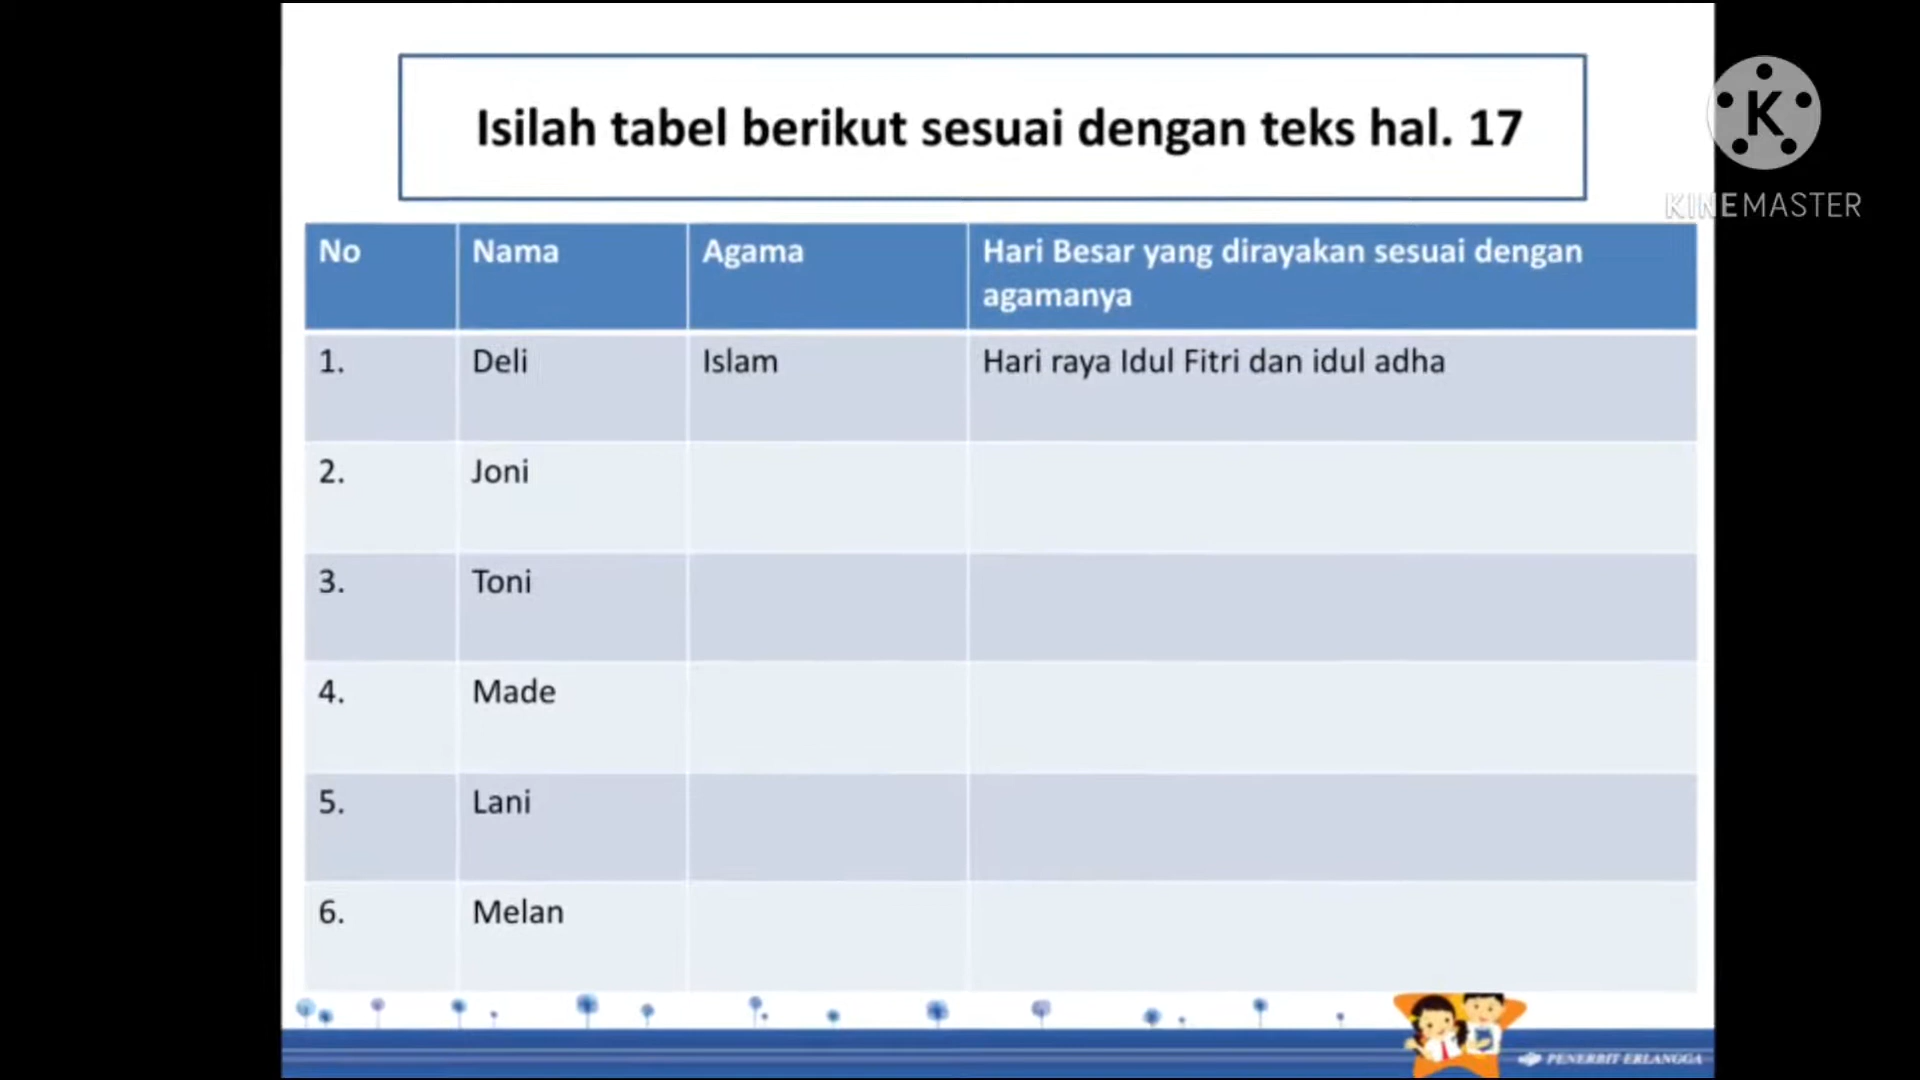 Isilah tabel berikut sesuai dengan teks hal. 17
KINEMASTER
No Nama Agama Hari Besar yang dirayakan sesuai dengan
agamanya
1. Deli Islam Hari raya Idul Fitri dan idul adha
2. Joni
3. Toni
4. Made
5. Lani
6. Melan
PENERBIT ERLANGGA